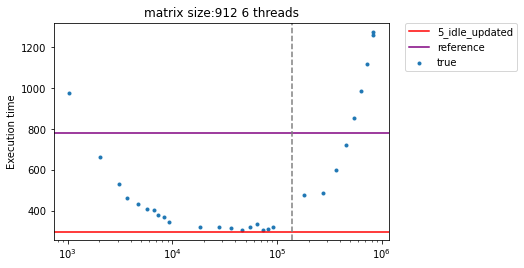 matrix size:912 6 threads
5_idle_updated
reference
true
Execution time
1200
1000
800
600
400
10³
10⁴
10⁵
10⁶